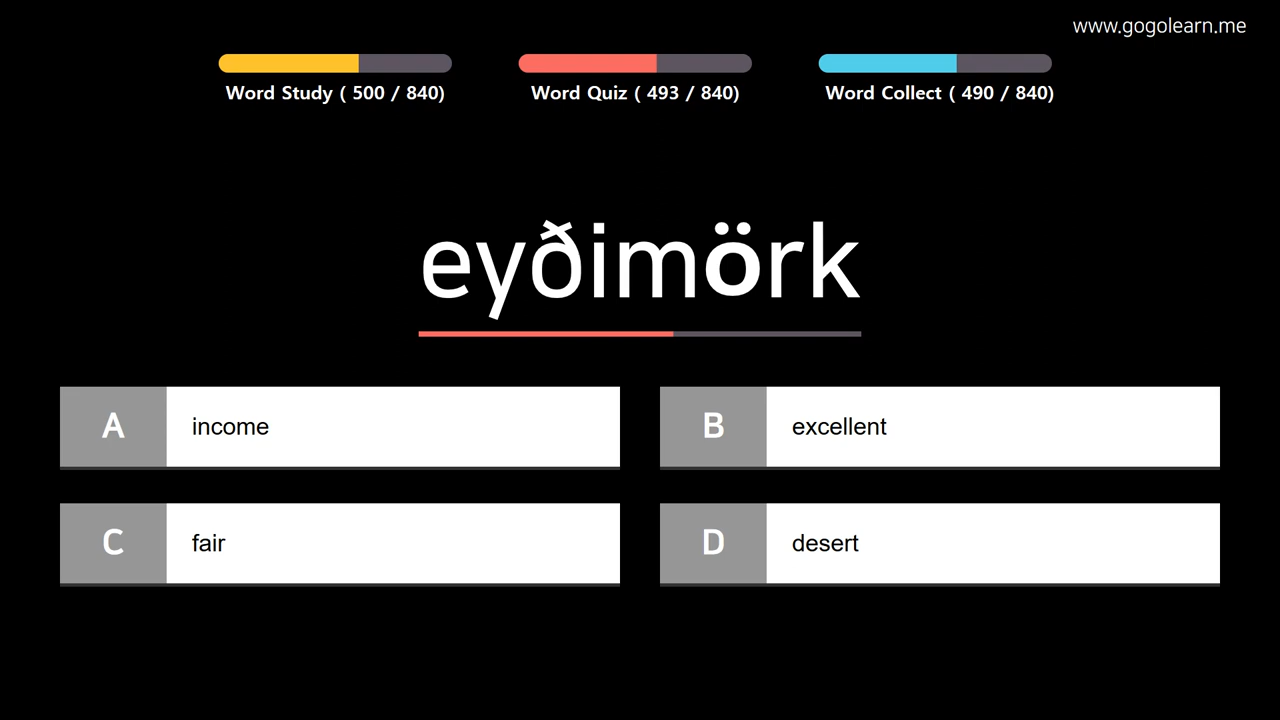 www.gogolearn.me
Word Study ( 500 / 840)
Word Quiz ( 493 / 840)
Word Collect ( 490 / 840)
eyðimörk
A income
B excellent
C fair
D desert